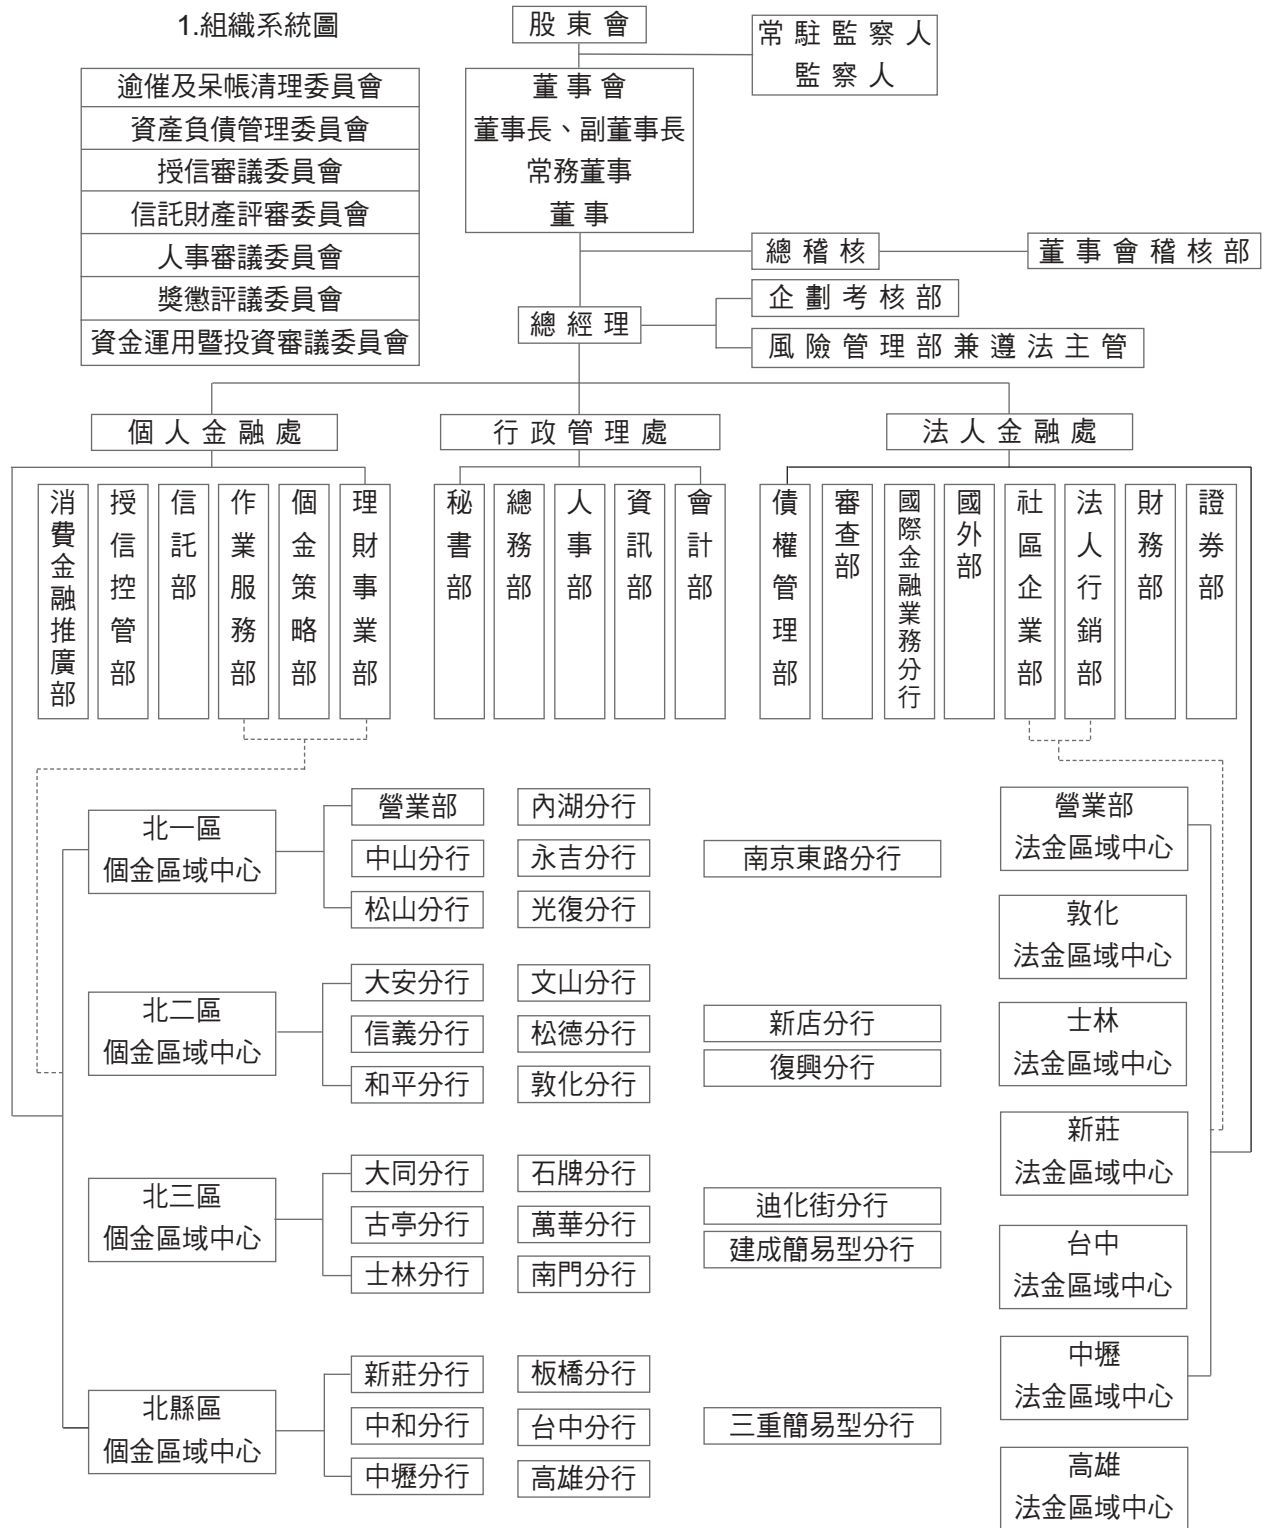 1.組織系統圖
股東會
常駐監察人
監察人
逾催及呆帳清理委員會
資產負債管理委員會
授信審議委員會
信託財產評審委員會
人事審議委員會
獎懲評議委員會
資金運用暨投資審議委員會
董事會
董事長、副董事長
常務董事
董事
總稽核
董事會稽核部
總經理
企劃考核部
風險管理部兼遵法主管
個人金融處
行政管理處
法人金融處
消費金融推廣部
授信控管部
信託部
作業服務部
個金策略部
理財事業部
秘書部
總務部
人事部
資訊部
會計部
債權管理部
審查部
國際金融業務分行
國外部
社區企業部
法人行銷部
財務部
證券部
北一區
個金區域中心
營業部
內湖分行
中山分行
永吉分行
南京東路分行
松山分行
光復分行
北二區
個金區域中心
大安分行
文山分行
信義分行
松德分行
新店分行
和平分行
敦化分行
復興分行
北三區
個金區域中心
大同分行
石牌分行
古亭分行
萬華分行
迪化街分行
士林分行
南門分行
建成簡易型分行
北縣區
個金區域中心
新莊分行
板橋分行
中和分行
台中分行
三重簡易型分行
中壢分行
高雄分行
營業部
法金區域中心
敦化
法金區域中心
士林
法金區域中心
新莊
法金區域中心
台中
法金區域中心
中壢
法金區域中心
高雄
法金區域中心